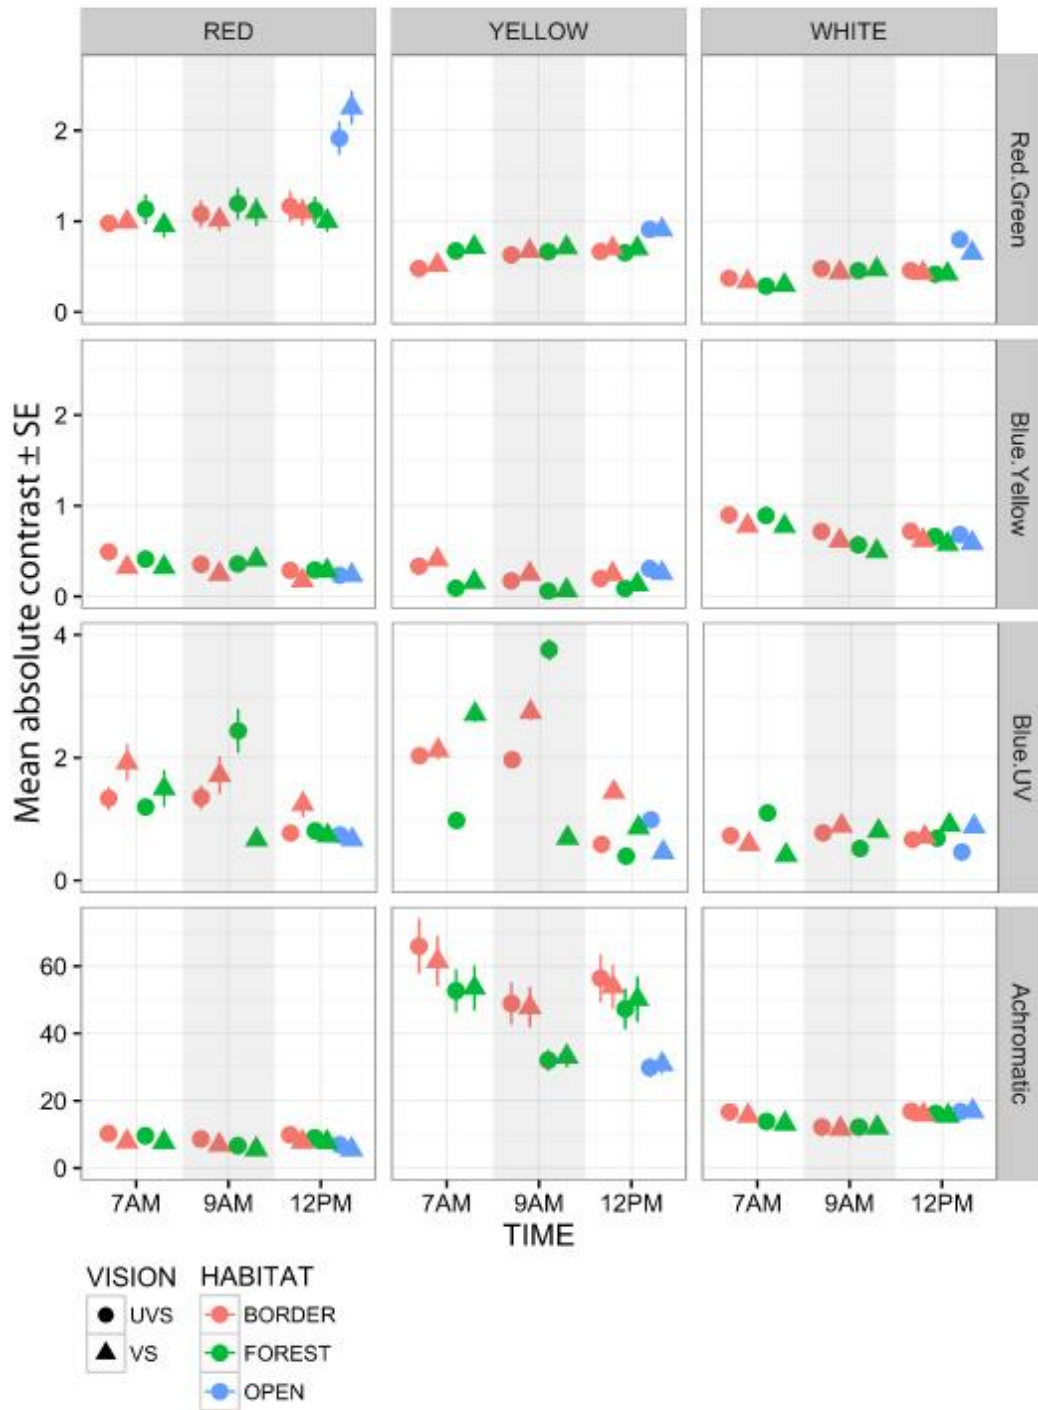 RED YELLOW WHITE
2
1
0
Red.Green
2
1
0
Blue.Yellow
4
2
0
Blue.UV
60
40
20
0
Achromatic
Mean absolute contrast ± SE
7AM 9AM 12PM 7AM 9AM 12PM 7AM 9AM 12PM
TIME
VISION HABITAT
UVS BORDER
VS FOREST
OPEN